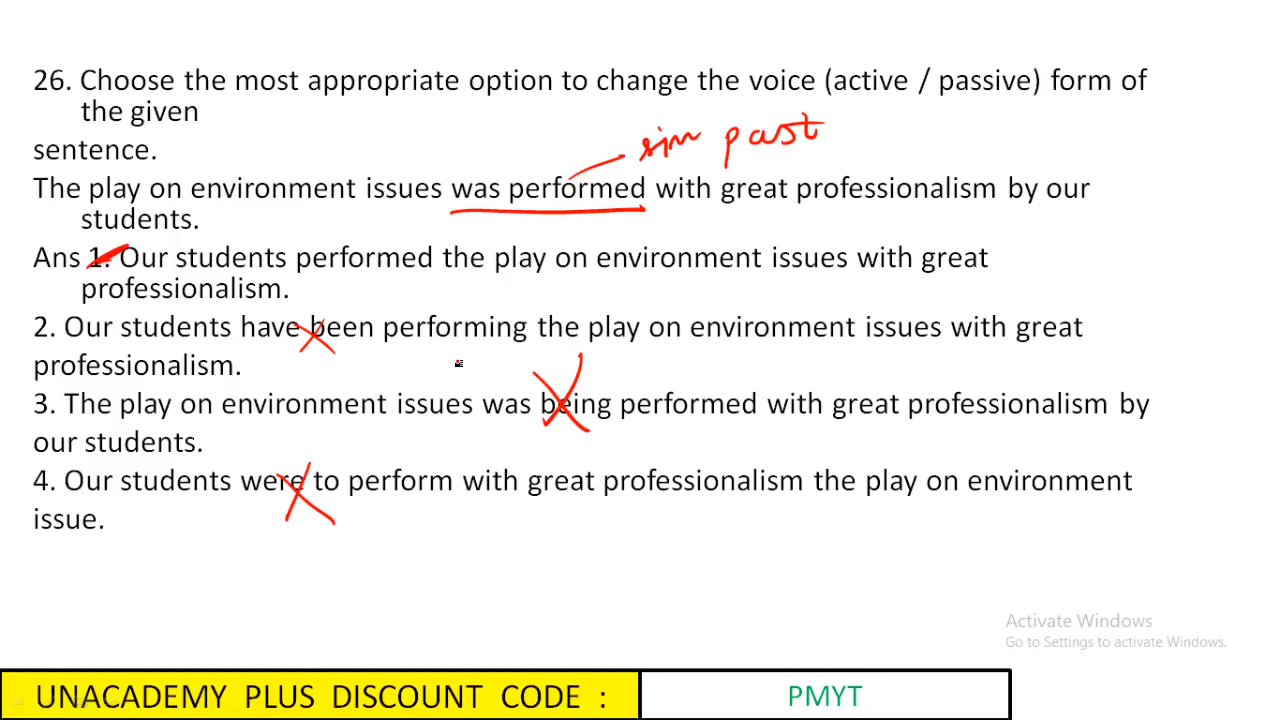 26. Choose the most appropriate option to change the voice (active / passive) form of
the given
sim past
sentence.
The play on environment issues was performed with great professionalism by our
students.
Ans 1. Our students performed the play on environment issues with great
professionalism.
2. Our students have been performing the play on environment issues with great
professionalism.
3. The play on environment issues was being performed with great professionalism by
our students.
4. Our students were to perform with great professionalism the play on environment
issue.
Activate Windows
Go to Settings to activate Windows.
UNACADEMY PLUS DISCOUNT CODE :
PMYT